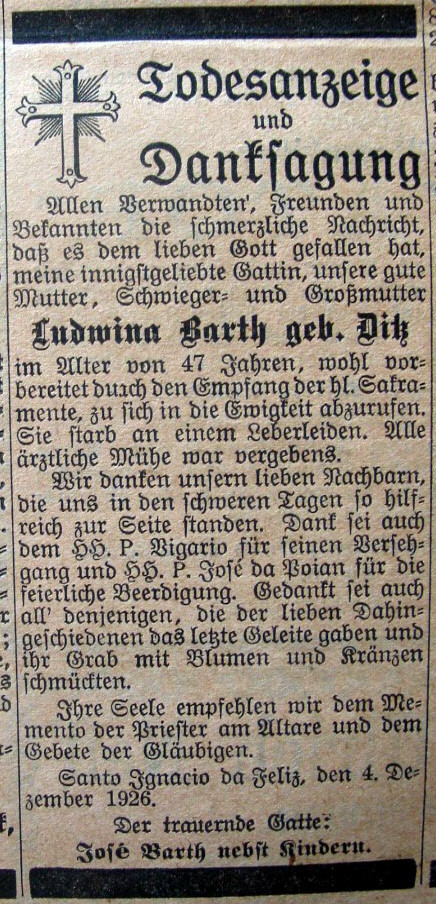 Todesanzeige
und
Danksagung
Allen Verwandten, Freunden und
Bekannten die schmerzliche Nachricht,
daß es dem lieben Gott gefallen hat,
meine innigstgeliebte Gattin, unsere gute
Mutter, Schwieger- und Großmutter
Ludwina Barth geb. Ditz
im Alter von 47 Jahren, wohl vor-
bereitet durch den Empfang der hl. Sakra-
mente, zu sich in die Ewigkeit abzurufen.
Sie starb an einem Leberleiden. Alle
ärztliche Mühe war vergebens.
Wir danken unsern lieben Nachbarn,
die uns in den schweren Tagen so hilf-
reich zur Seite standen. Dank sei auch
dem HH. P. Vigario für seinen Verseh-
gang und HH. P. José da Poian für die
feierliche Beerdigung. Gedankt sei auch
all' denjenigen, die der lieben Dahin-
geschiedenen das letzte Geleite gaben und
ihr Grab mit Blumen und Kränzen
schmückten.
Ihre Seele empfehlen wir dem Me-
mento der Priester am Altare und dem
Gebete der Gläubigen.
Santo Ignacio da Feliz, den 4. De-
zember 1926.
Der trauernde Gatte:
José Barth nebst Kindern.